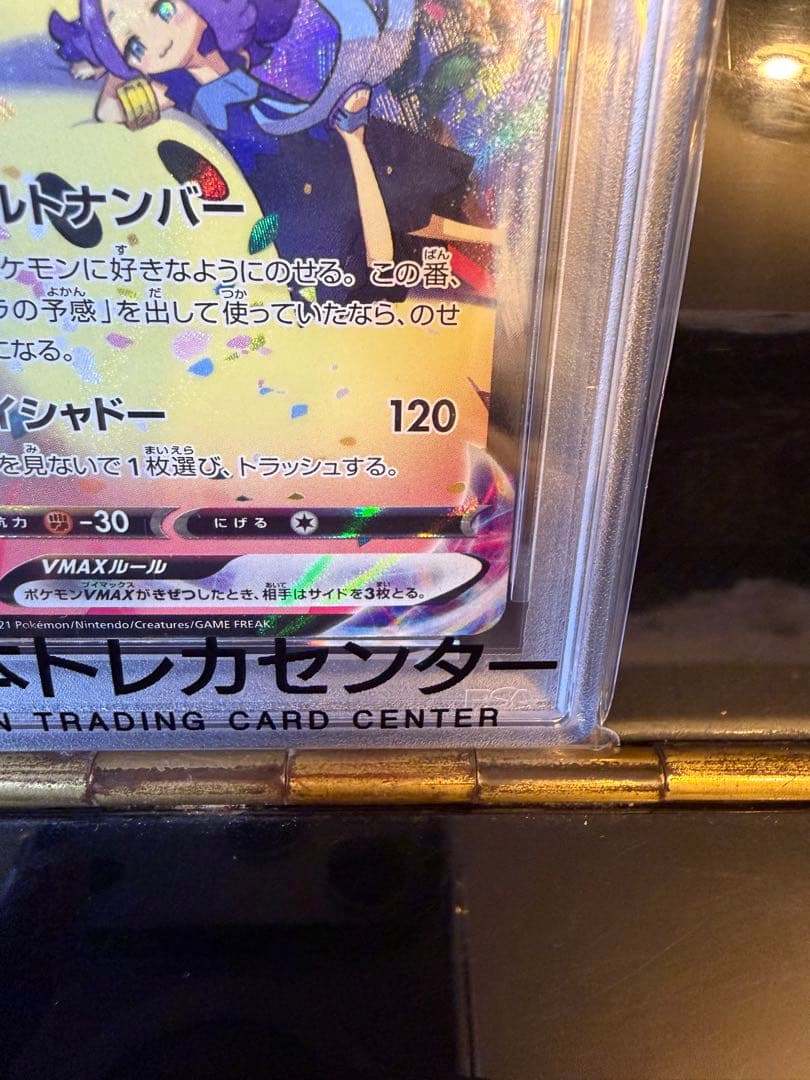 ルトナンバー
ケモンに好きなようにのせる。この番、
ラの予感」を出して使っていたなら、のせ
になる。
イシャドー 120
を見ないで1枚選び、トラッシュする。
抗力 -30 にげる
VMAXルール
ポケモンVMAXがきぜつしたとき、相手はサイドを3枚とる。
21 Pokémon/Nintendo/Creatures/GAME FREAK.
本トレカセンター
PSA
N TRADING CARD CENTER